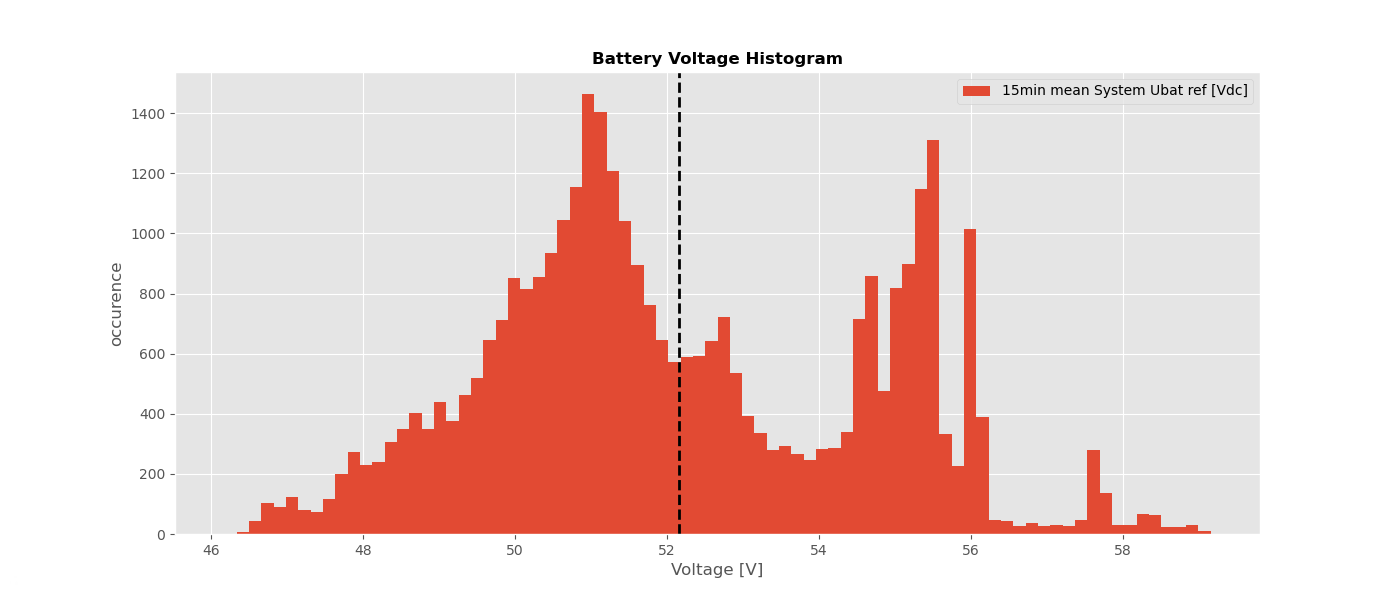 Battery Voltage Histogram
15min mean System Ubat ref [Vdc]
1400
1200
1000
800
600
400
200
0
occurence
46 48 50 52 54 56 58
Voltage [V]